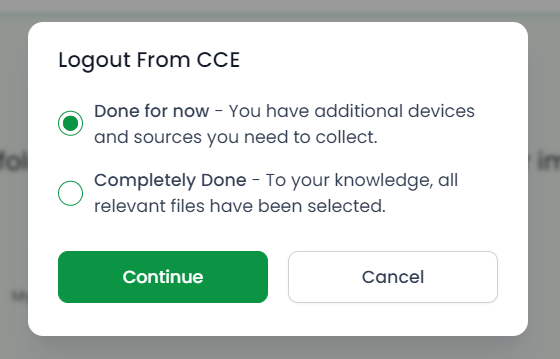 Logout From CCE
Done for now - You have additional devices
and sources you need to collect.
Completely Done - To your knowledge, all
relevant files have been selected.
Continue
Cancel